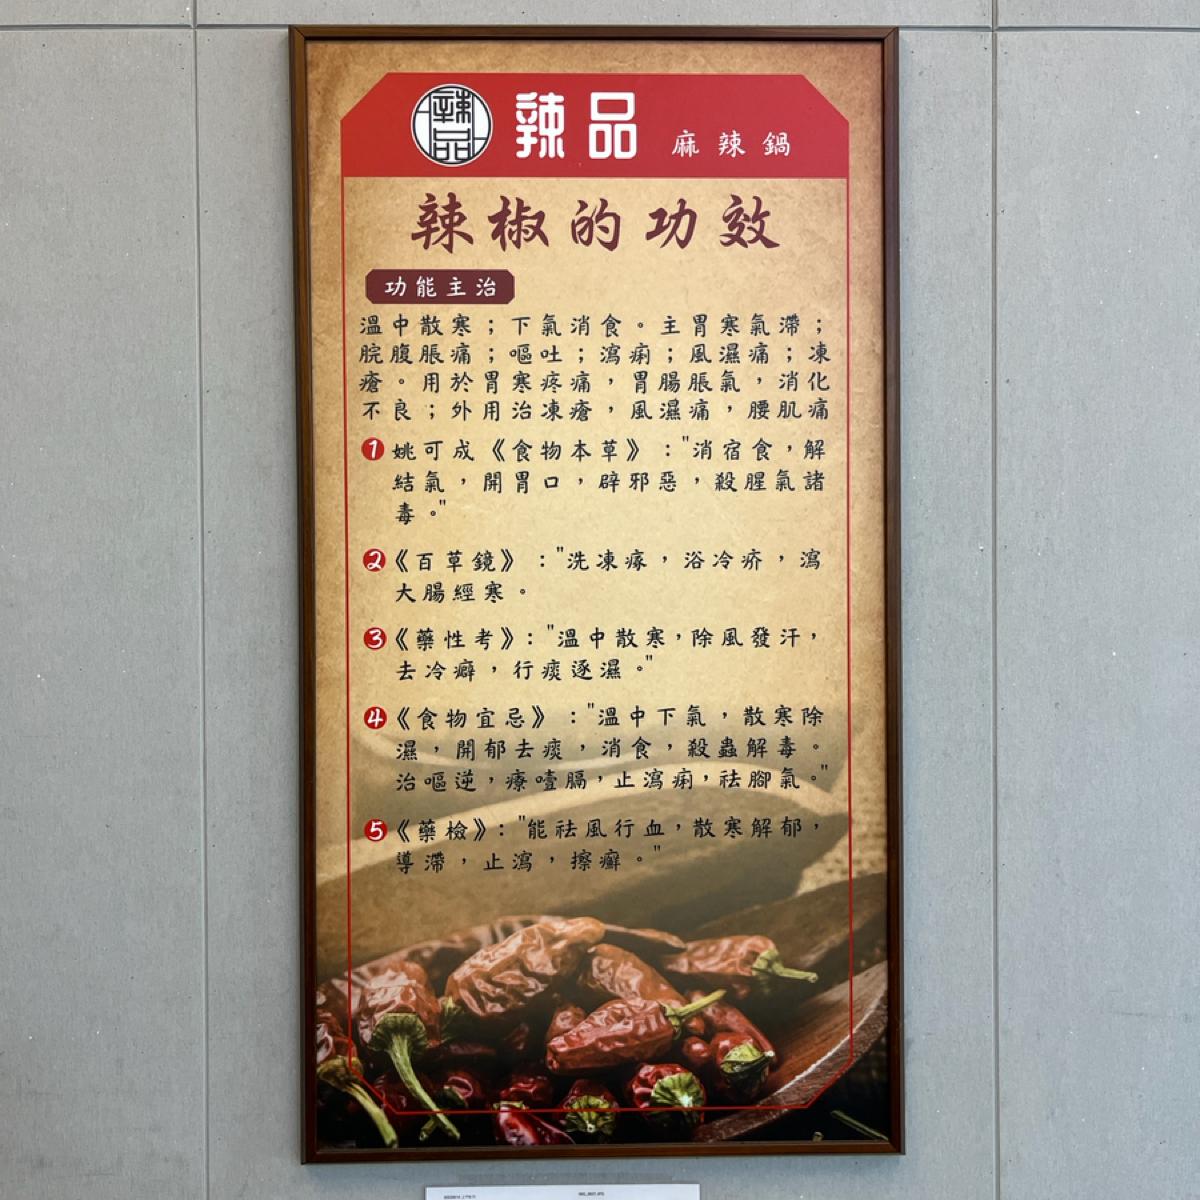 辣品
辣品 麻辣鍋
辣椒的功效
功能主治
溫中散寒；下氣消食。主胃寒氣滯；
脘腹脹痛；嘔吐；瀉痢；風濕痛；凍
瘡。用於胃寒疼痛，胃腸脹氣，消化
不良；外用治凍瘡，風濕痛，腰肌痛
1 姚可成《食物本草》："消宿食，解
結氣，開胃口，辟邪惡，殺腥氣諸
毒。"
2 《百草鏡》："洗凍瘃，浴冷疥，瀉
大腸經寒。
3 《藥性考》："溫中散寒，除風發汗，
去冷癖，行痰逐濕。"
4 《食物宜忌》："溫中下氣，散寒除
濕，開郁去痰，消食，殺蟲解毒。
治嘔逆，療噎膈，止瀉痢，祛腳氣。"
5 《藥檢》："能祛風行血，散寒解郁，
導滯，止瀉，擦癬。"